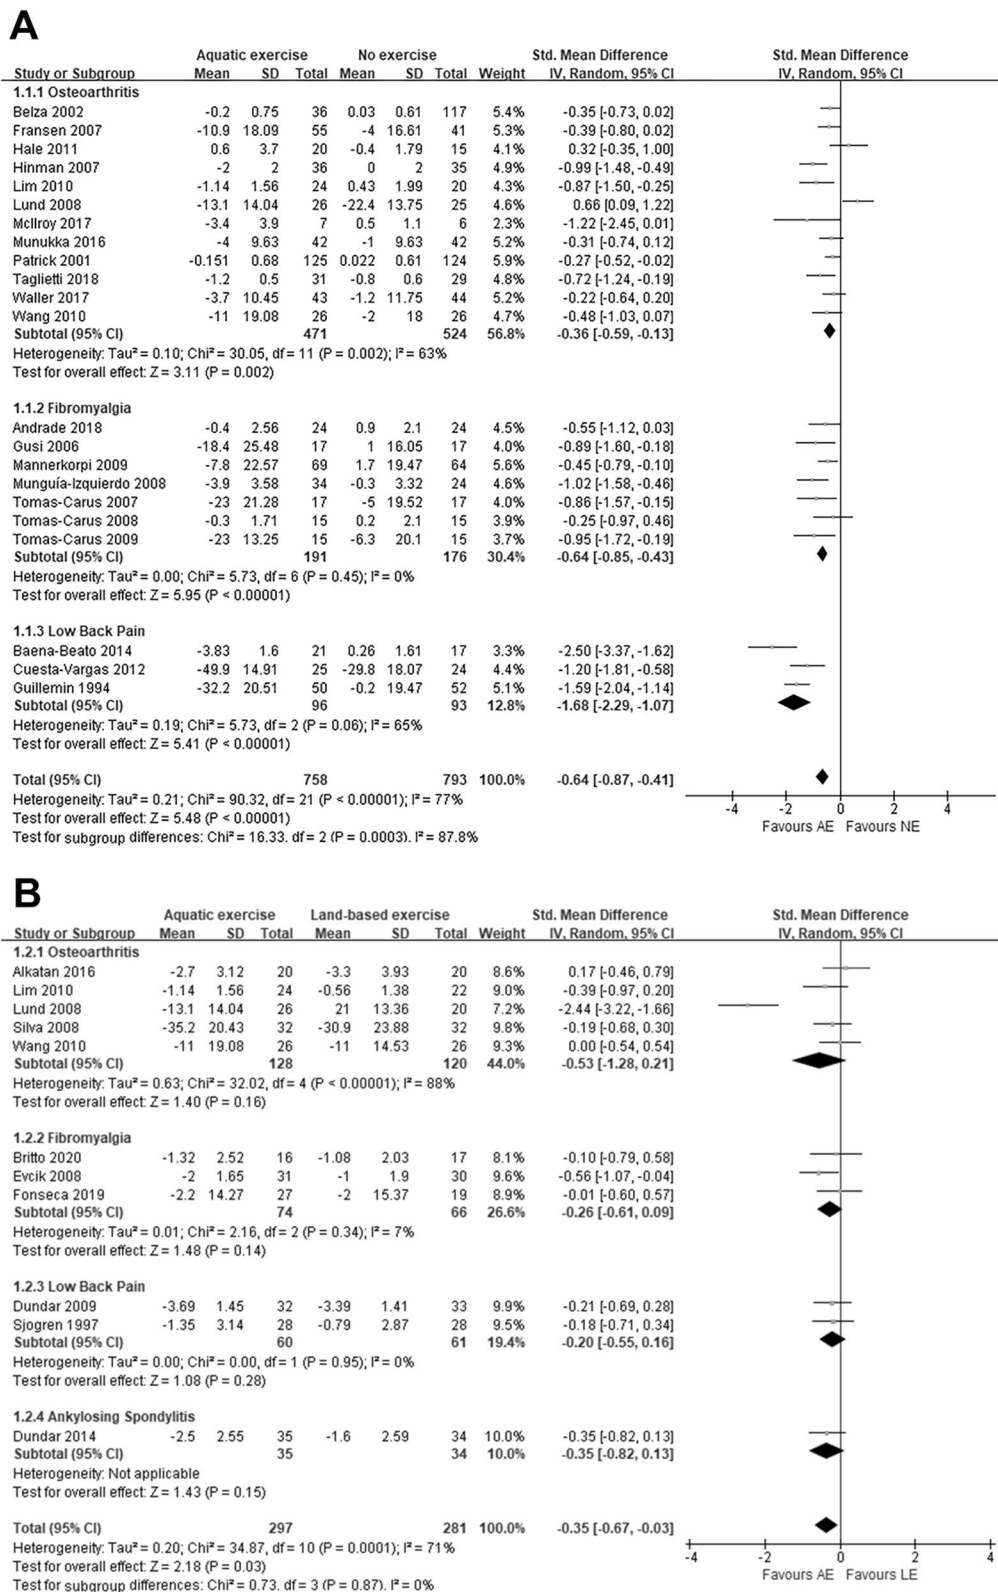 A
Aquatic exercise No exercise Std. Mean Difference Std. Mean Difference
Study or Subgroup Mean SD Total Mean SD Total Weight IV, Random, 95% CI IV, Random, 95% CI
1.1.1 Osteoarthritis
Belza 2002 -0.2 0.75 36 0.03 0.61 117 5.4% -0.35 [-0.73, 0.02]
Fransen 2007 -10.9 18.09 55 -4 16.61 41 5.3% -0.39 [-0.80, 0.02]
Hale 2011 0.6 3.7 20 -0.4 1.79 15 4.1% 0.32 [-0.35, 1.00]
Hinman 2007 -2 2 36 0 2 35 4.9% -0.99 [-1.48, -0.49]
Lim 2010 -1.14 1.56 24 0.43 1.99 20 4.3% -0.87 [-1.50, -0.25]
Lund 2008 -13.1 14.04 26 -22.4 13.75 25 4.6% 0.66 [0.09, 1.22]
McIlroy 2017 -3.4 3.9 7 0.5 1.1 6 2.2% -1.22 [-2.45, 0.01]
Munukka 2016 -4 9.63 42 -1 9.63 42 5.2% -0.31 [-0.74, 0.12]
Patrick 2001 -0.151 0.68 125 0.022 0.61 124 5.9% -0.27 [-0.52, -0.02]
Taglietti 2018 -1.2 0.5 31 -0.8 0.6 29 4.8% -0.72 [-1.24, -0.19]
Waller 2017 -3.7 10.45 43 -1.2 11.75 44 5.2% -0.22 [-0.64, 0.20]
Wang 2010 -11 19.08 26 -2 18 26 4.7% -0.48 [-1.03, 0.07]
Subtotal (95% CI) 471 524 56.8% -0.36 [-0.59, -0.13]
Heterogeneity: Tau² = 0.10; Chi² = 30.05, df = 11 (P = 0.002); I² = 63%
Test for overall effect: Z = 3.11 (P = 0.002)
1.1.2 Fibromyalgia
Andrade 2018 -0.4 2.56 24 0.9 2.1 24 4.5% -0.55 [-1.12, 0.03]
Gusi 2006 -18.4 25.48 17 1 16.05 17 4.0% -0.89 [-1.60, -0.18]
Mannerkorpi 2009 -7.8 22.57 69 1.7 19.47 64 5.6% -0.45 [-0.79, -0.10]
Munguía-Izquierdo 2008 -3.9 3.58 34 -0.3 3.32 24 4.6% -1.02 [-1.58, -0.46]
Tomas-Carus 2007 -23 21.28 17 -5 19.52 17 4.0% -0.86 [-1.57, -0.15]
Tomas-Carus 2008 -0.3 1.71 15 0.2 2.1 15 3.9% -0.25 [-0.97, 0.46]
Tomas-Carus 2009 -23 13.25 15 -6.3 20.1 15 3.7% -0.95 [-1.72, -0.19]
Subtotal (95% CI) 191 176 30.4% -0.64 [-0.85, -0.43]
Heterogeneity: Tau² = 0.00; Chi² = 5.73, df = 6 (P = 0.45); I² = 0%
Test for overall effect: Z = 5.95 (P < 0.00001)
1.1.3 Low Back Pain
Baena-Beato 2014 -3.83 1.6 21 0.26 1.61 17 3.3% -2.50 [-3.37, -1.62]
Cuesta-Vargas 2012 -49.9 14.91 25 -29.8 18.07 24 4.4% -1.20 [-1.81, -0.58]
Guillemin 1994 -32.2 20.51 50 -0.2 19.47 52 5.1% -1.59 [-2.04, -1.14]
Subtotal (95% CI) 96 93 12.8% -1.68 [-2.29, -1.07]
Heterogeneity: Tau² = 0.19; Chi² = 5.73, df = 2 (P = 0.06); I² = 65%
Test for overall effect: Z = 5.41 (P < 0.00001)
Total (95% CI) 758 793 100.0% -0.64 [-0.87, -0.41]
Heterogeneity: Tau² = 0.21; Chi² = 90.32, df = 21 (P < 0.00001); I² = 77%
Test for overall effect: Z = 5.48 (P < 0.00001)
Test for subgroup differences: Chi² = 16.33. df = 2 (P = 0.0003). I² = 87.8%
-4 -2 0 2 4
Favours AE Favours NE
B
Aquatic exercise Land-based exercise Std. Mean Difference Std. Mean Difference
Study or Subgroup Mean SD Total Mean SD Total Weight IV, Random, 95% CI IV, Random, 95% CI
1.2.1 Osteoarthritis
Alkatan 2016 -2.7 3.12 20 -3.3 3.93 20 8.6% 0.17 [-0.46, 0.79]
Lim 2010 -1.14 1.56 24 -0.56 1.38 22 9.0% -0.39 [-0.97, 0.20]
Lund 2008 -13.1 14.04 26 21 13.36 20 7.2% -2.44 [-3.22, -1.66]
Silva 2008 -35.2 20.43 32 -30.9 23.88 32 9.8% -0.19 [-0.68, 0.30]
Wang 2010 -11 19.08 26 -11 14.53 26 9.3% 0.00 [-0.54, 0.54]
Subtotal (95% CI) 128 120 44.0% -0.53 [-1.28, 0.21]
Heterogeneity: Tau² = 0.63; Chi² = 32.02, df = 4 (P < 0.00001); I² = 88%
Test for overall effect: Z = 1.40 (P = 0.16)
1.2.2 Fibromyalgia
Britto 2020 -1.32 2.52 16 -1.08 2.03 17 8.1% -0.10 [-0.79, 0.58]
Evcik 2008 -2 1.65 31 -1 1.9 30 9.6% -0.56 [-1.07, -0.04]
Fonseca 2019 -2.2 14.27 27 -2 15.37 19 8.9% -0.01 [-0.60, 0.57]
Subtotal (95% CI) 74 66 26.6% -0.26 [-0.61, 0.09]
Heterogeneity: Tau² = 0.01; Chi² = 2.16, df = 2 (P = 0.34); I² = 7%
Test for overall effect: Z = 1.48 (P = 0.14)
1.2.3 Low Back Pain
Dundar 2009 -3.69 1.45 32 -3.39 1.41 33 9.9% -0.21 [-0.69, 0.28]
Sjogren 1997 -1.35 3.14 28 -0.79 2.87 28 9.5% -0.18 [-0.71, 0.34]
Subtotal (95% CI) 60 61 19.4% -0.20 [-0.55, 0.16]
Heterogeneity: Tau² = 0.00; Chi² = 0.00, df = 1 (P = 0.95); I² = 0%
Test for overall effect: Z = 1.08 (P = 0.28)
1.2.4 Ankylosing Spondylitis
Dundar 2014 -2.5 2.55 35 -1.6 2.59 34 10.0% -0.35 [-0.82, 0.13]
Subtotal (95% CI) 35 34 10.0% -0.35 [-0.82, 0.13]
Heterogeneity: Not applicable
Test for overall effect: Z = 1.43 (P = 0.15)
Total (95% CI) 297 281 100.0% -0.35 [-0.67, -0.03]
Heterogeneity: Tau² = 0.20; Chi² = 34.87, df = 10 (P = 0.0001); I² = 71%
Test for overall effect: Z = 2.18 (P = 0.03)
Test for subgroup differences: Chi² = 0.73. df = 3 (P = 0.87). I² = 0%
-4 -2 0 2 4
Favours AE Favours LE